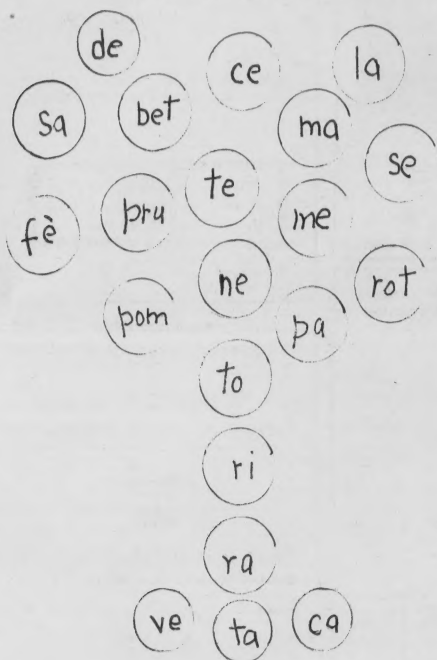 de ce la
sa bet ma
se
te
fè pru me
ne rot
pom pa
to
ri
ra
ve ta ca